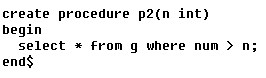 create procedure p2(n int)
begin
  select * from g where num > n;
end$